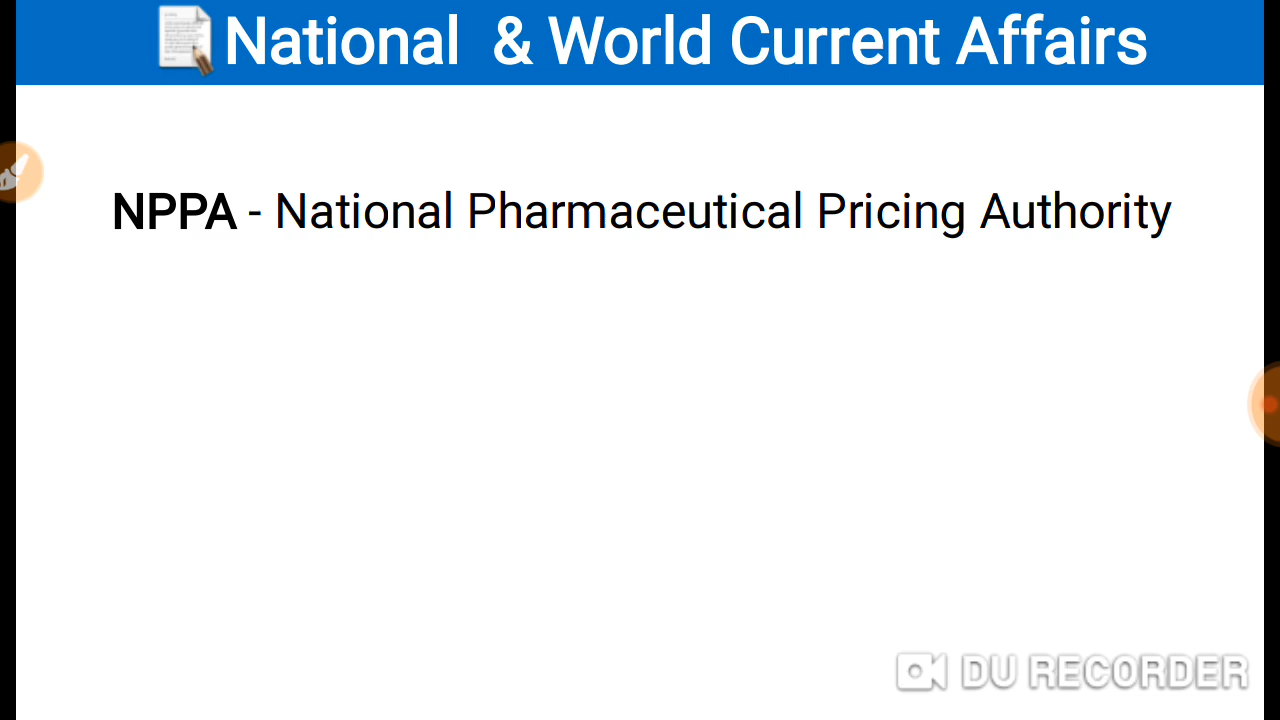 National & World Current Affairs
NPPA - National Pharmaceutical Pricing Authority
DU RECORDER